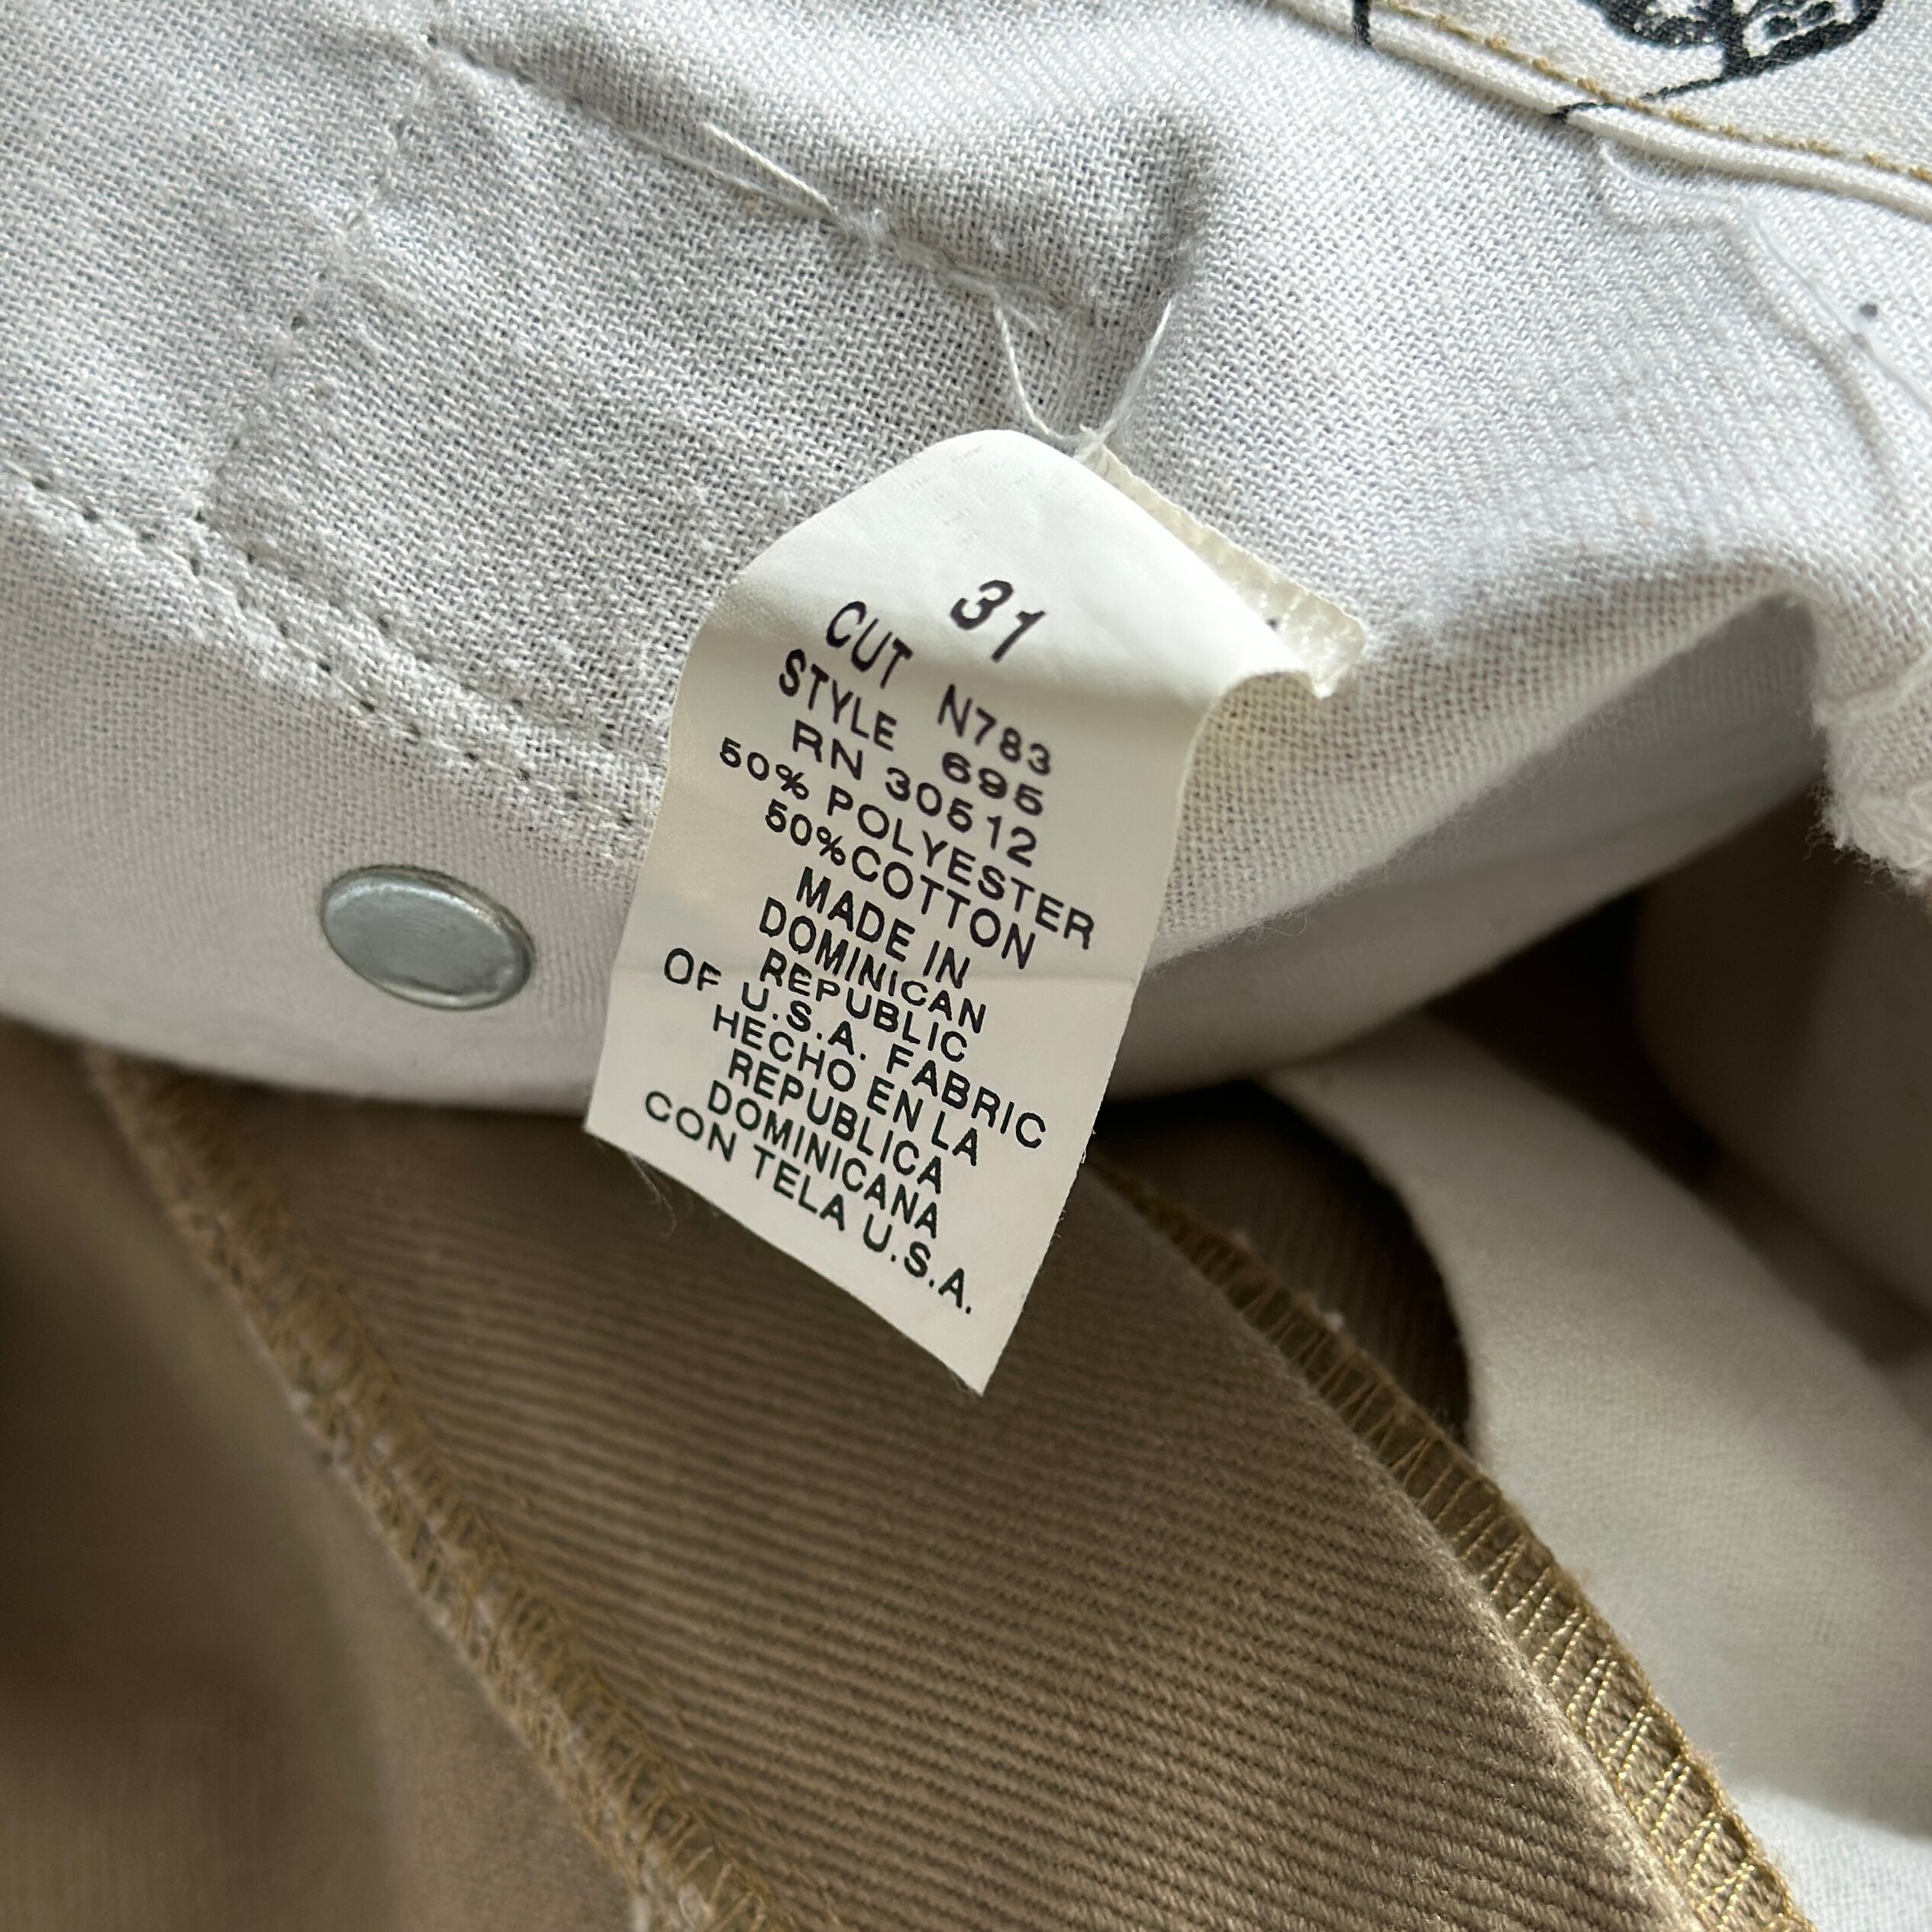 31
CUT N783
STYLE 695
RN 30512
50% POLYESTER
50%COTTON
MADE IN
DOMINICAN
REPUBLIC
OF U.S.A. FABRIC
HECHO EN LA
REPUBLICA
DOMINICANA
CON TELA U.S.A.